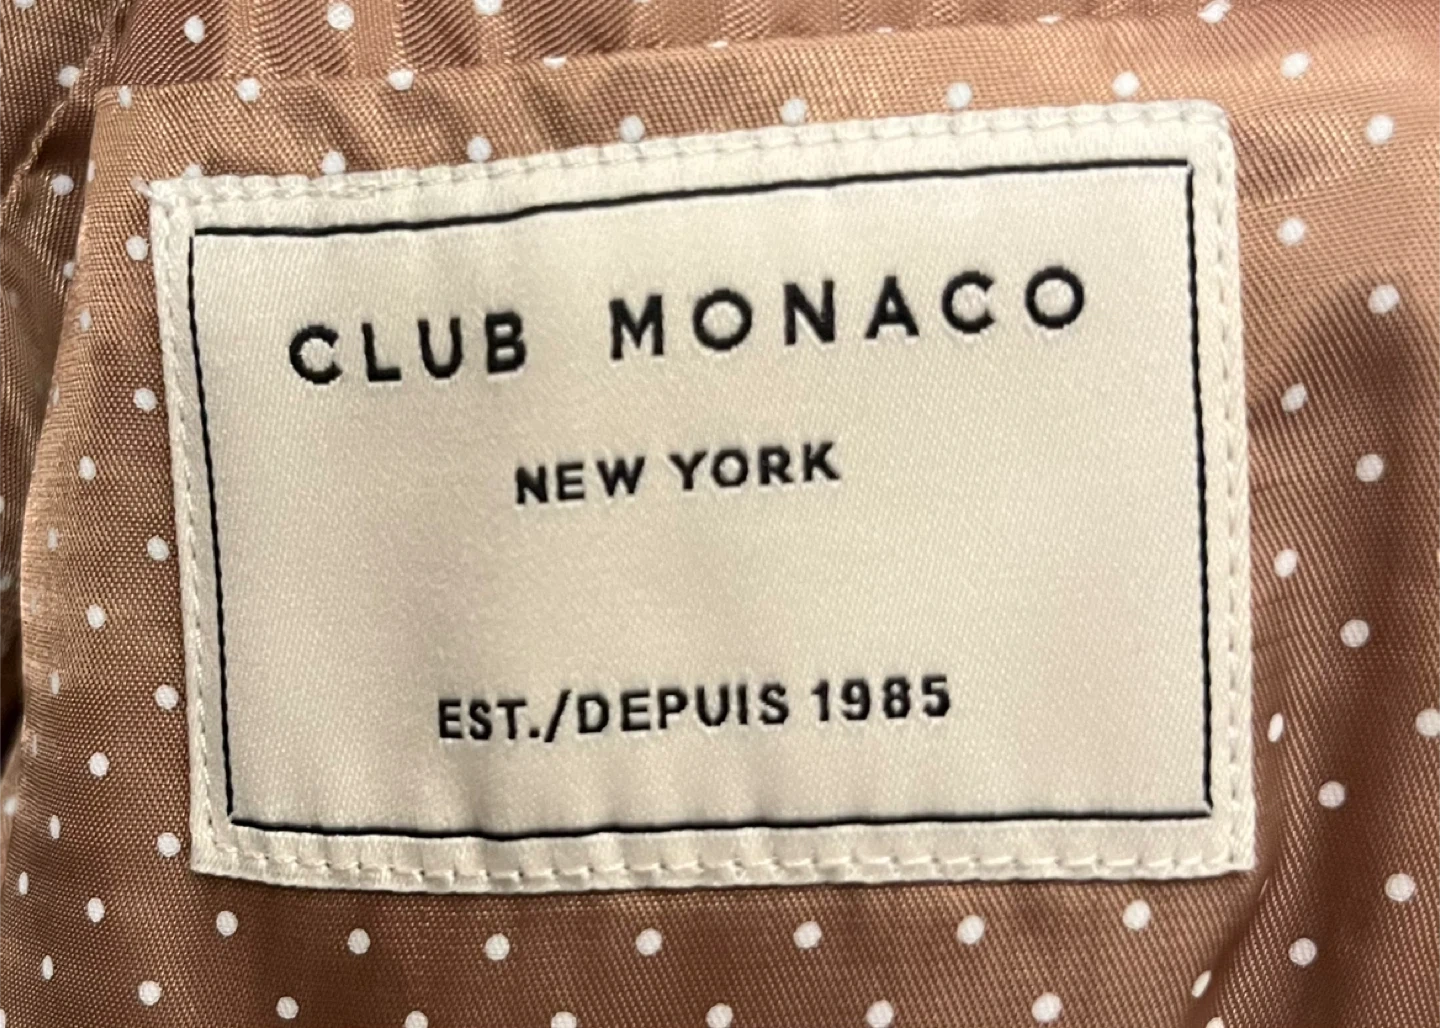 CLUB MONACO
NEW YORK
EST./DEPUIS 1985